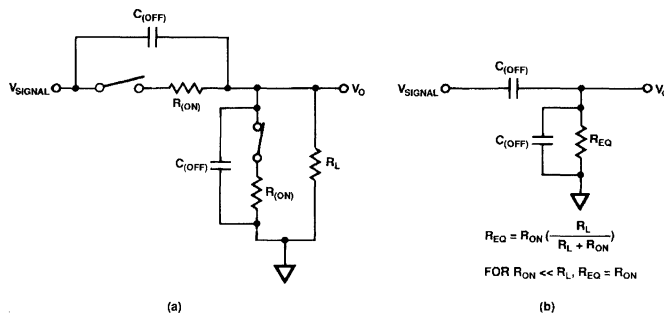 C(OFF)
VSIGNAL
R(ON)
VO
C(OFF)
R(ON)
RL
(a)
C(OFF)
VSIGNAL
VO
C(OFF)
REQ
REQ = RON ( RL / RL + RON )
FOR RON << RL, REQ = RON
(b)